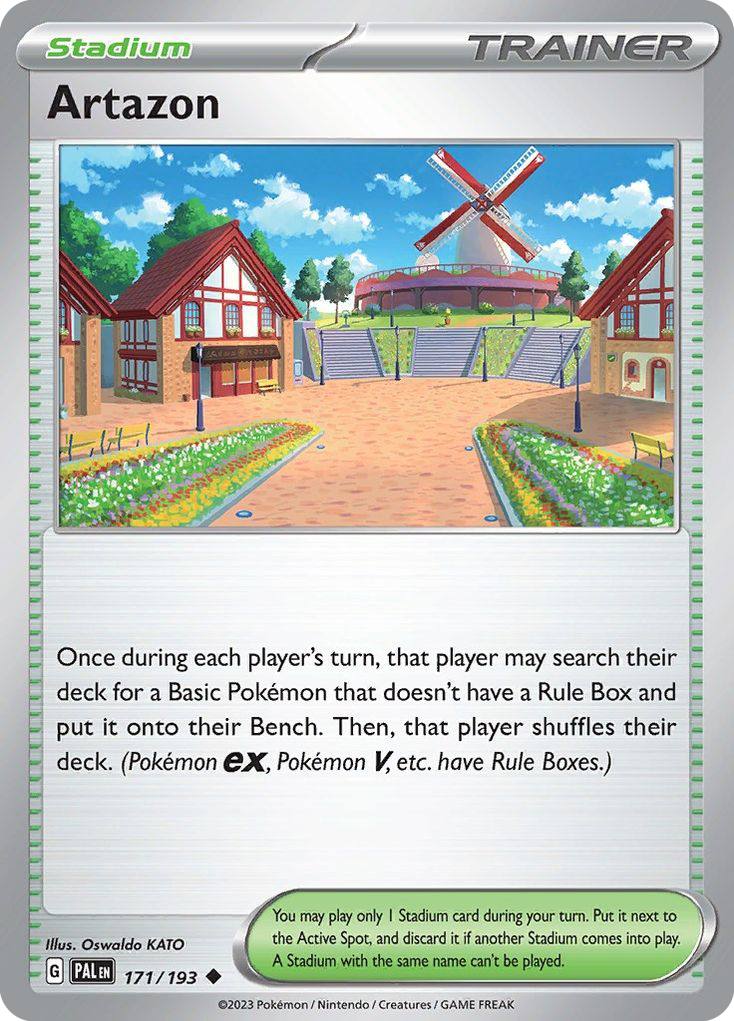 Stadium
TRAINER
Artazon
Once during each player's turn, that player may search their
deck for a Basic Pokémon that doesn't have a Rule Box and
put it onto their Bench. Then, that player shuffles their
deck. (Pokémon ex, Pokémon V, etc. have Rule Boxes.)
You may play only 1 Stadium card during your turn. Put it next to
the Active Spot, and discard it if another Stadium comes into play.
A Stadium with the same name can't be played.
Illus. Oswaldo KATO
G PAL EN 171/193
©2023 Pokémon / Nintendo / Creatures / GAME FREAK